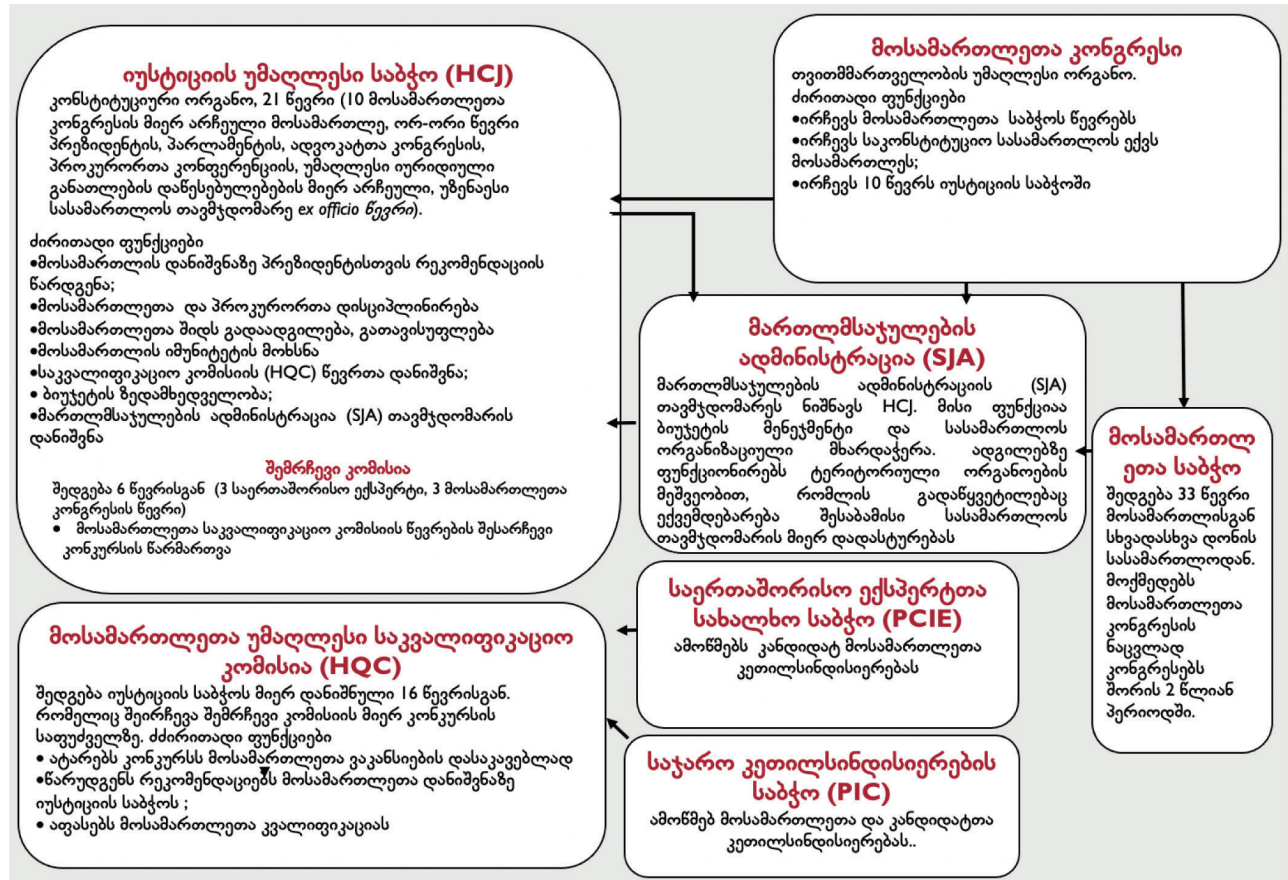 იუსტიციის უმაღლესი საბჭო (HCJ)
კონსტიტუციური ორგანო, 21 წევრი (10 მოსამართლეთა
კონგრესის მიერ არჩეული მოსამართლე, ორ-ორი წევრი
პრეზიდენტის, პარლამენტის, ადვოკატთა კონგრესის,
პროკურორთა კონფერენციის, უმაღლესი იურიდიული
განათლების დაწესებულებების მიერ არჩეული, უზენაესი
სასამართლოს თავმჯდომარე ex officio წევრი).
ძირითადი ფუნქციები
•მოსამართლის დანიშვნაზე პრეზიდენტისთვის რეკომენდაციის
წარდგენა;
•მოსამართლეთა და პროკურორთა დისციპლინირება
•მოსამართლეთა შიდს გადაადგილება, გათავისუფლება
•მოსამართლის იმუნიტეტის მოხსნა
•საკვალიფიკაციო კომისიის (HQC) წევრთა დანიშვნა;
• ბიუჯეტის ზედამხედველობა;
•მართლმსაჯულების ადმინისტრაცია (SJA) თავმჯდომარის
დანიშვნა
შემრჩევი კომისია
შედგება 6 წევრისგან (3 საერთაშორისო ექსპერტი, 3 მოსამართლეთა
კონგრესის წევრი)
• მოსამართლეთა საკვალიფიკაციო კომისიის წევრების შესარჩევი
კონკურსის წარმართვა
მოსამართლეთა კონგრესი
თვითმმართველობის უმაღლესი ორგანო.
ძირითადი ფუნქციები
•ირჩევს მოსამართლეთა საბჭოს წევრებს
•ირჩევს საკონსტიტუციო სასამართლოს ექვს
მოსამართლეს;
•ირჩევს 10 წევრს იუსტიციის საბჭოში
მართლმსაჯულების
ადმინისტრაცია (SJA)
მართლმსაჯულების ადმინისტრაციის (SJA)
თავმჯდომარეს ნიშნავს HCJ. მისი ფუნქციაა
ბიუჯეტის მენეჯმენტი და სასამართლოს
ორგანიზაციული მხარდაჭერა. ადგილებზე
ფუნქციონირებს ტერიტორიული ორგანოების
მეშვეობით, რომლის გადაწყვეტილებაც
ექვემდებარება შესაბამისი სასამართლოს
თავმჯდომარის მიერ დადასტურებას
მოსამართლ
ეთა საბჭო
შედგება 33 წევრი
მოსამართლისგან
სხვადასხვა დონის
სასამართლოდან.
მოქმედებს
მოსამართლეთა
კონგრესის
ნაცვლად
კონგრესებს
შორის 2 წლიან
პერიოდში.
საერთაშორისო ექსპერტთა
სახალხო საბჭო (PCIE)
ამოწმებს კანდიდატ მოსამართლეთა
კეთილსინდისიერებას
მოსამართლეთა უმაღლესი საკვალიფიკაციო
კომისია (HQC)
შედგება იუსტიციის საბჭოს მიერ დანიშნული 16 წევრისგან.
რომელიც შეირჩევა შემრჩევი კომისიის მიერ კონკურსის
საფუძველზე. ძძირითადი ფუნქციები
• ატარებს კონკურსს მოსამართლეთა ვაკანსიების დასაკავებლად
•წარუდგენს რეკომენდაციებს მოსამართლეთა დანიშვნაზე
იუსტიციის საბჭოს ;
• აფასებს მოსამართლეთა კვალიფიკაციას
საჯარო კეთილსინდისიერების
საბჭო (PIC)
ამოწმებ მოსამართლეთა და კანდიდატთა
კეთილსინდისიერებას..